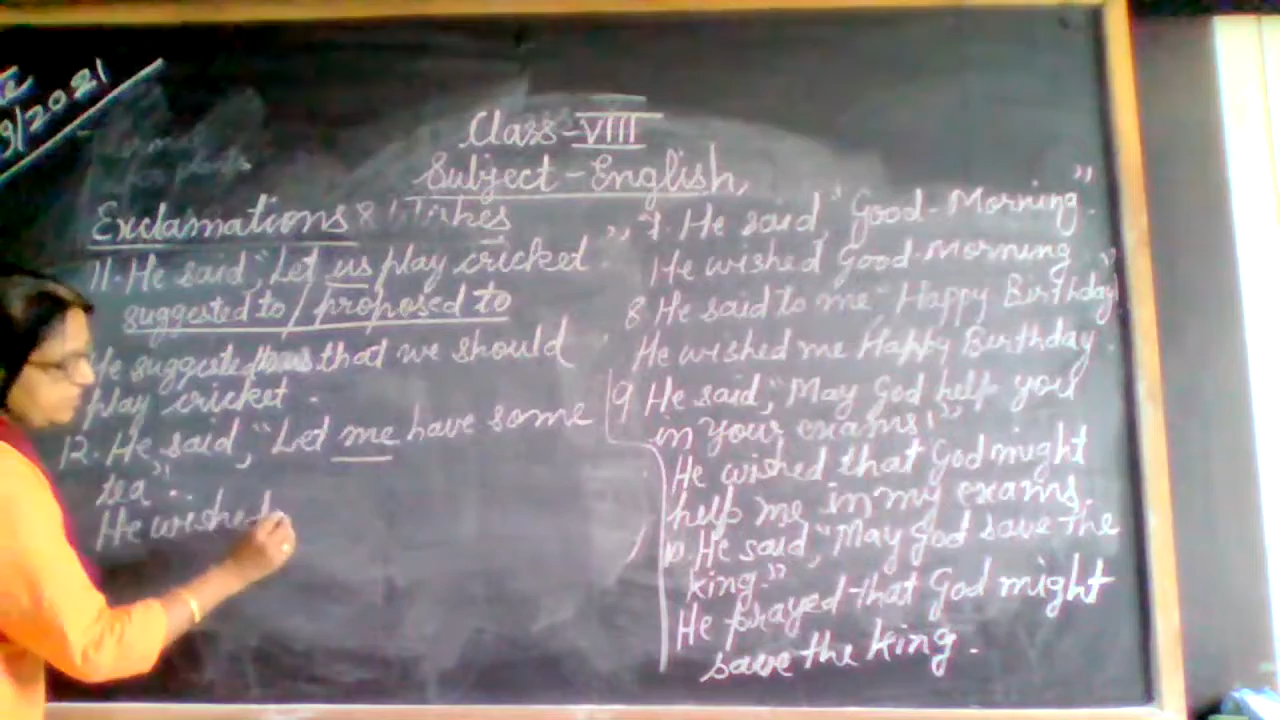 9/2021
Class-VIII
Subject-English,
Exclamations & Wishes
11. He said, "Let us play cricket"
suggested to / proposed to
He suggested that we should
play cricket.
12. He said, "Let me have some
tea"..
He wished
7. He said, "Good-Morning."
He wished Good-Morning
8 He said to me "Happy Birthday"
He wished me Happy Birthday.
9 He said, "May God help you
in your exams!"
He wished that God might
help me in my exams.
10. He said, "May God save the
king."
He prayed that God might
save the king.